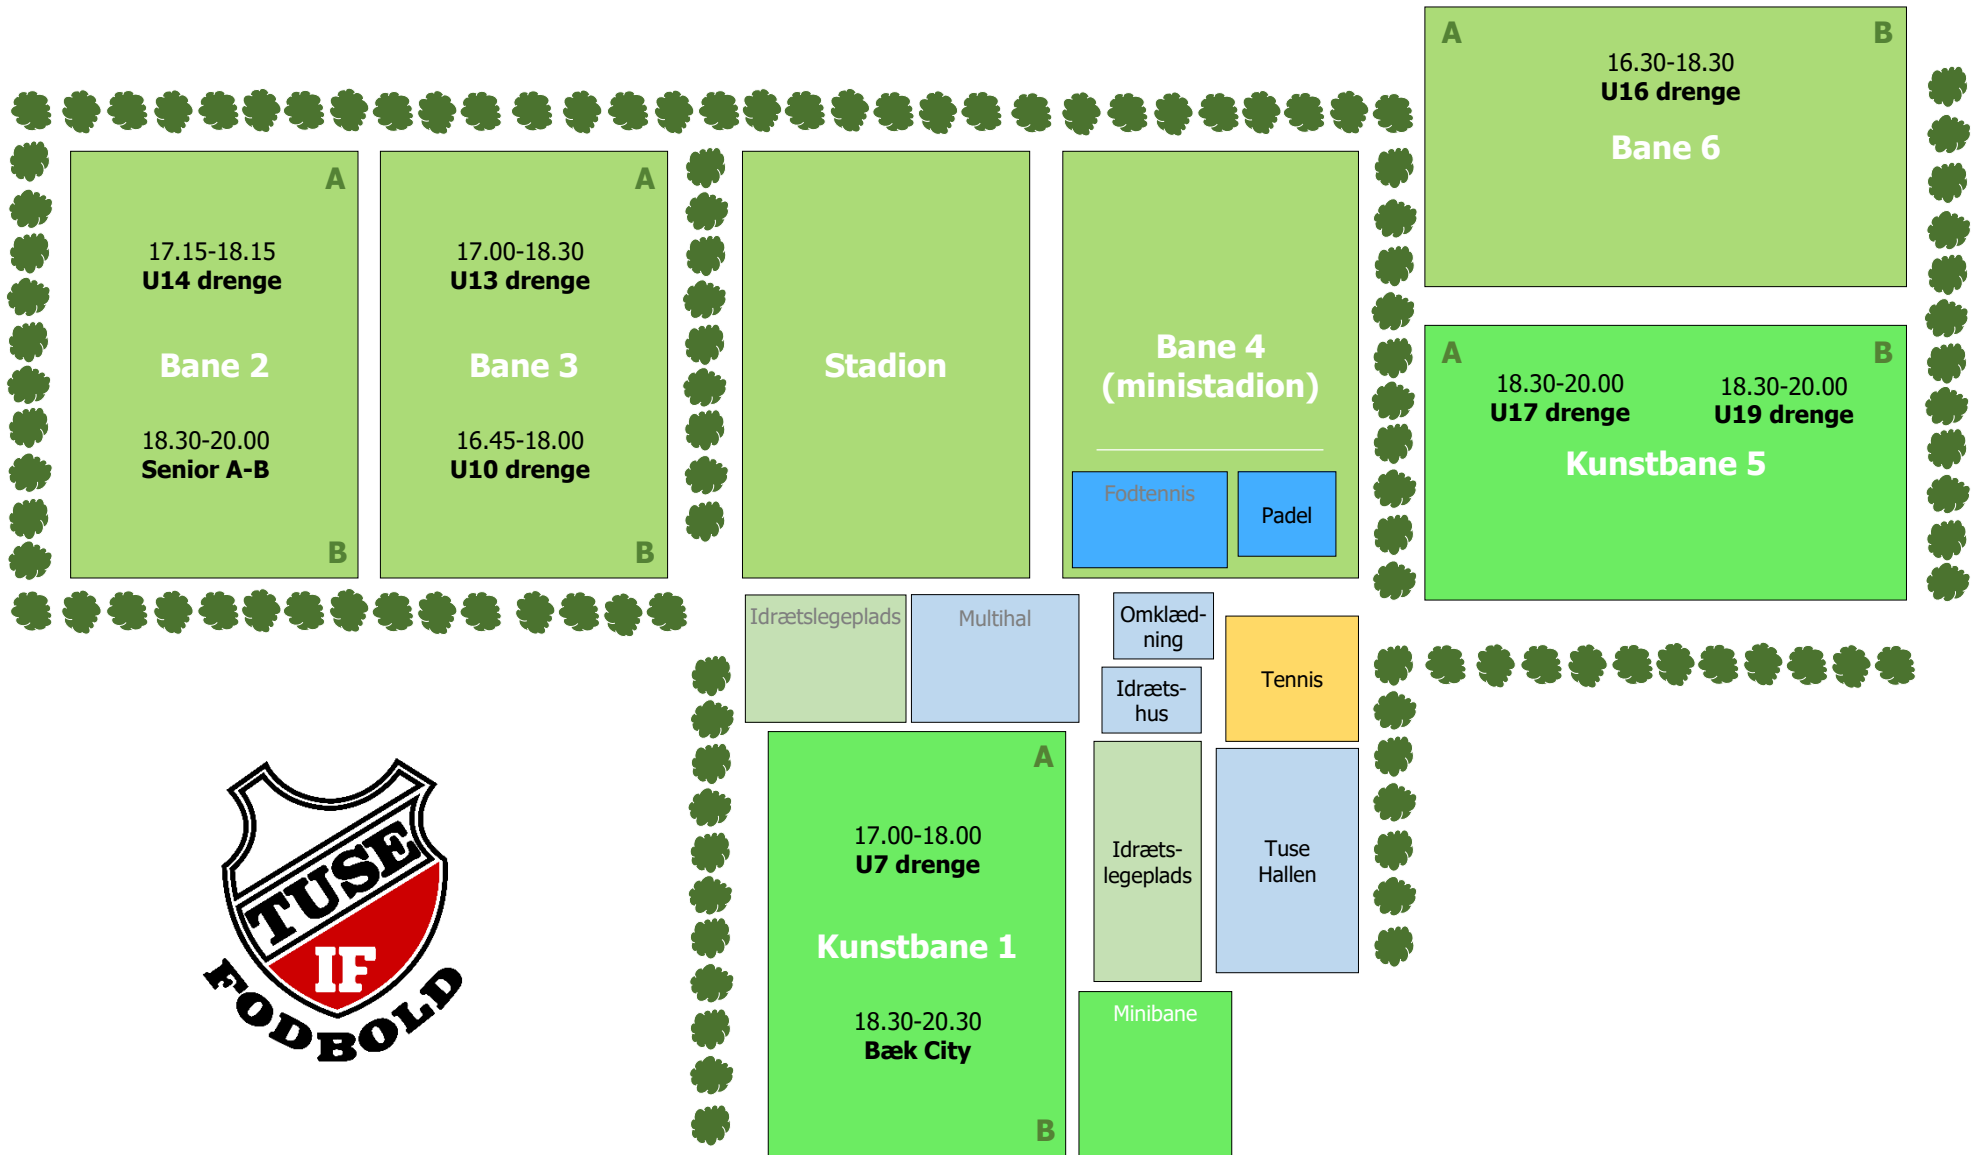 A
B
16.30-18.30
U16 drenge
Bane 6
A
17.15-18.15
U14 drenge
Bane 2
18.30-20.00
Senior A-B
B
A
17.00-18.30
U13 drenge
Bane 3
16.45-18.00
U10 drenge
B
Stadion
Bane 4
(ministadion)
Fodtennis
Padel
A
B
18.30-20.00
U17 drenge
18.30-20.00
U19 drenge
Kunstbane 5
Idrætslegeplads
Multihal
Omklæd-
ning
Idræts-
hus
Tennis
A
17.00-18.00
U7 drenge
Kunstbane 1
18.30-20.30
Bæk City
B
Idræts-
legeplads
Tuse
Hallen
Minibane
TUSE
IF
FODBOLD